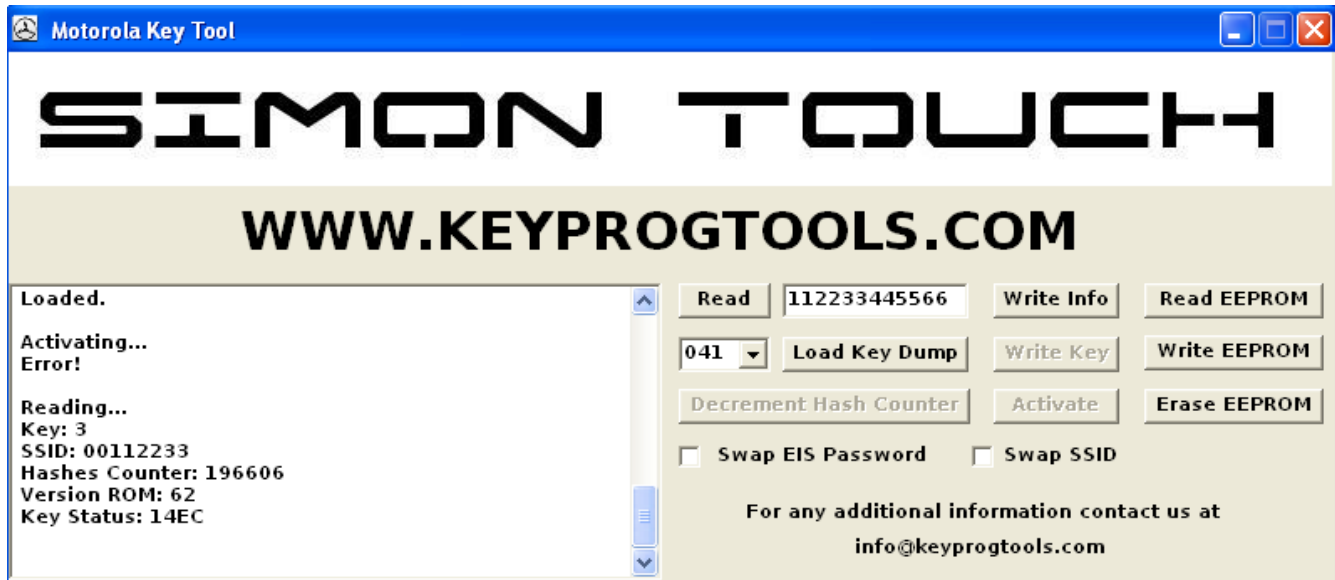 Motorola Key Tool
SIMON TOUCH
WWW.KEYPROGTOOLS.COM
Loaded.
Activating...
Error!
Reading...
Key: 3
SSID: 00112233
Hashes Counter: 196606
Version ROM: 62
Key Status: 14EC
Read 112233445566 Write Info Read EEPROM
041 Load Key Dump Write Key Write EEPROM
Decrement Hash Counter Activate Erase EEPROM
Swap EIS Password Swap SSID
For any additional information contact us at
info@keyprogtools.com